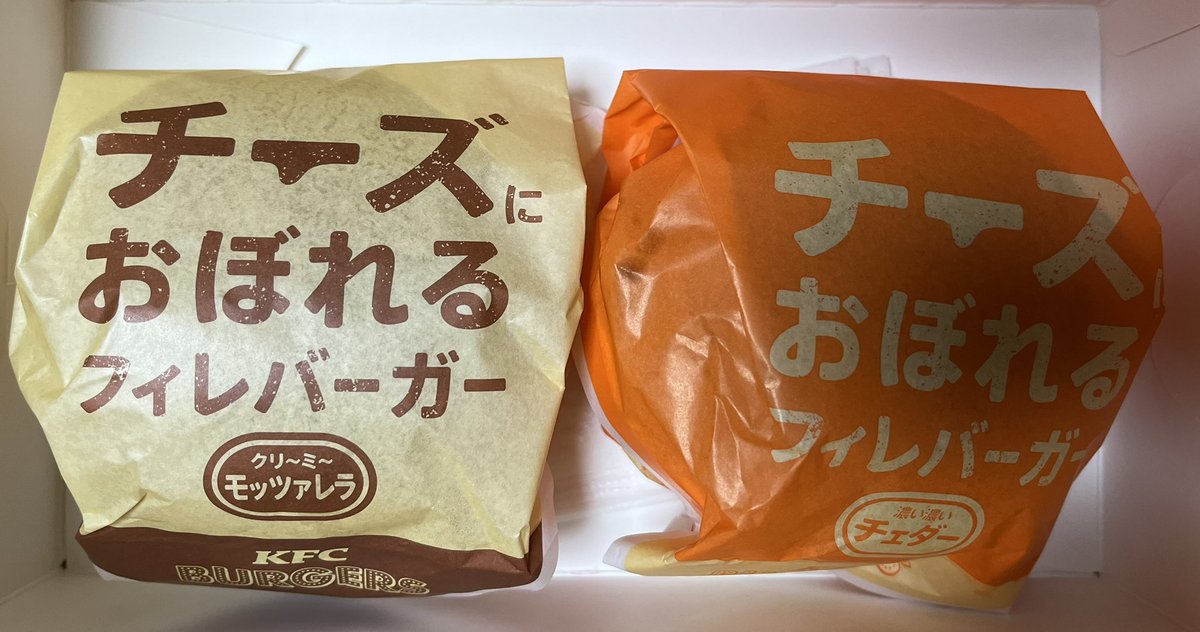 チーズに
おぼれる
フィレバーガー
クリ～ミ～
モッツァレラ
KFC
BURGERS
チーズ
おぼれる
フィレバーガー
濃い濃い
チェダー